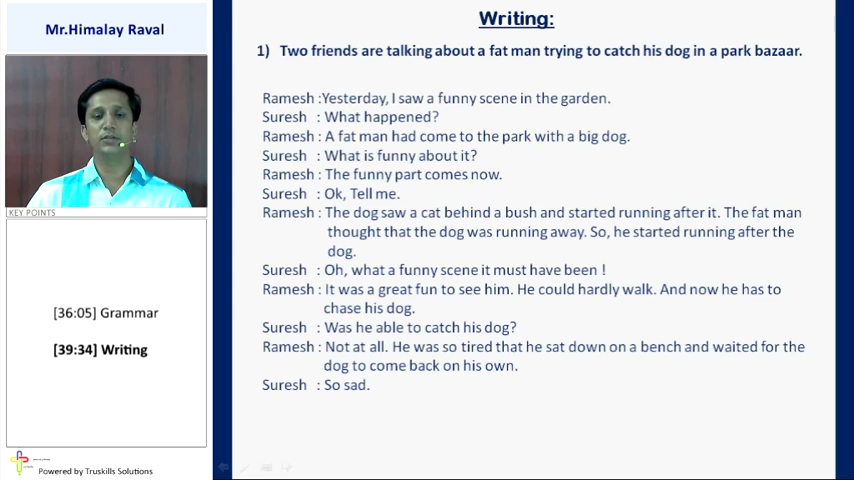 Mr.Himalay Raval
KEY POINTS
[36:05] Grammar
[39:34] Writing
Powered by Truskills Solutions
Writing:
1) Two friends are talking about a fat man trying to catch his dog in a park bazaar.
Ramesh :Yesterday, I saw a funny scene in the garden.
Suresh : What happened?
Ramesh : A fat man had come to the park with a big dog.
Suresh : What is funny about it?
Ramesh : The funny part comes now.
Suresh : Ok, Tell me.
Ramesh : The dog saw a cat behind a bush and started running after it. The fat man
thought that the dog was running away. So, he started running after the
dog.
Suresh : Oh, what a funny scene it must have been !
Ramesh : It was a great fun to see him. He could hardly walk. And now he has to
chase his dog.
Suresh : Was he able to catch his dog?
Ramesh : Not at all. He was so tired that he sat down on a bench and waited for the
dog to come back on his own.
Suresh : So sad.